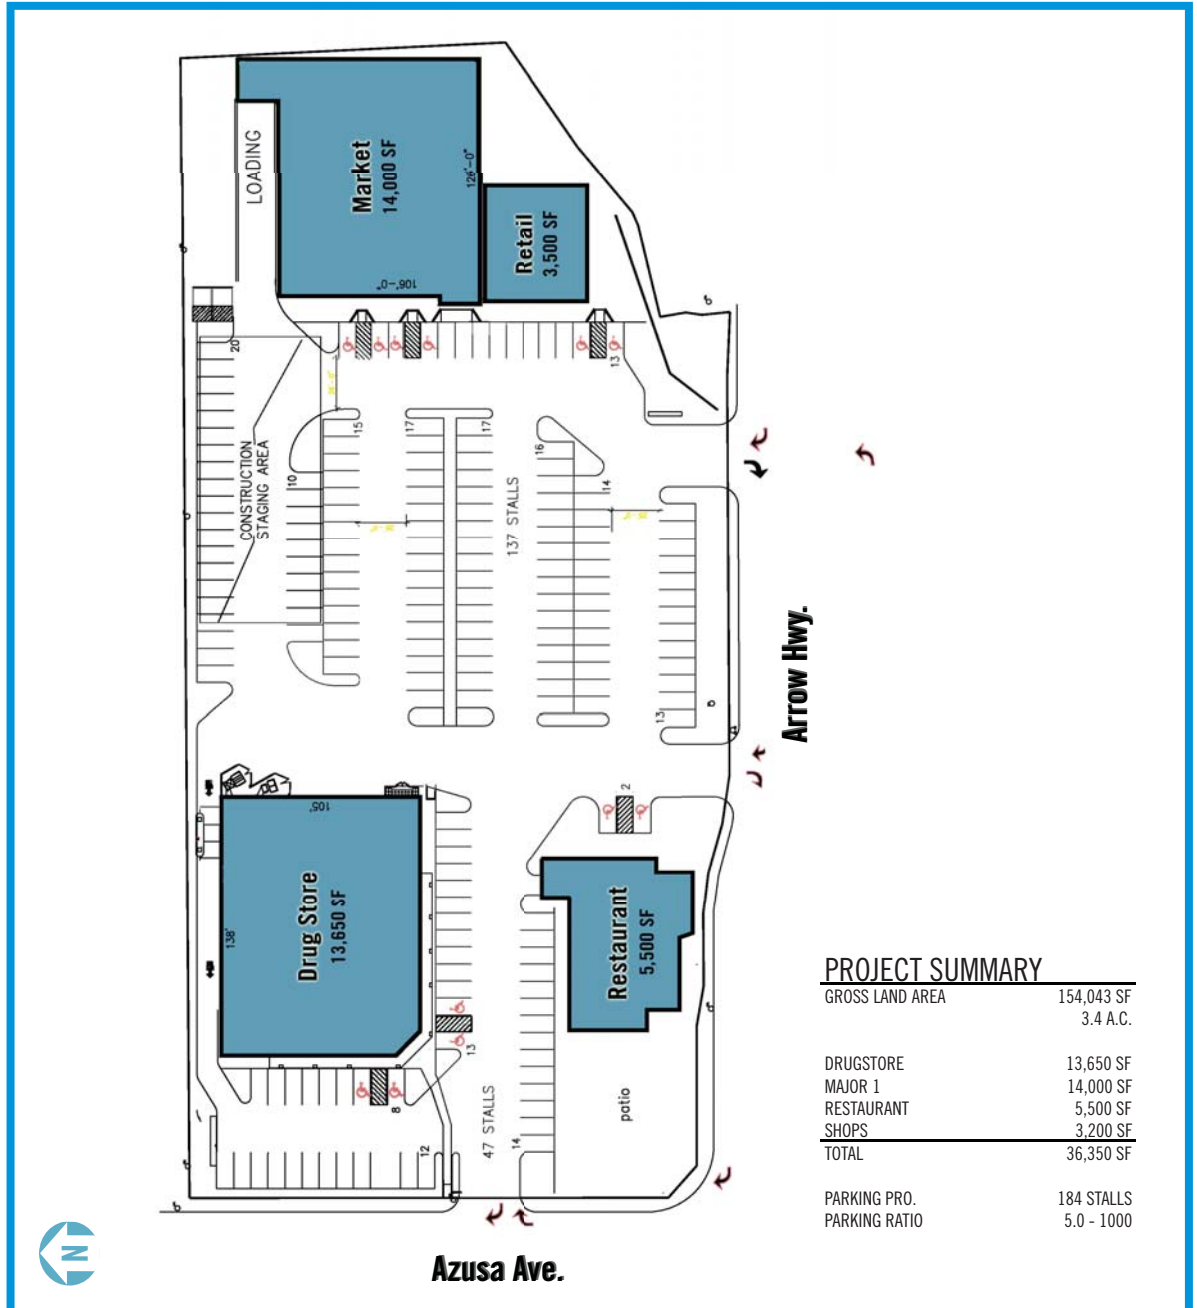 LOADING
Market
14,000 SF
126'-0"
106'-0"
Retail
3,500 SF
20
CONSTRUCTION
STAGING AREA
10
15
17
17
16
14
13
137 STALLS
13
Arrow Hwy.
105'
138'
Drug Store
13,650 SF
2
Restaurant
5,500 SF
13
8
12
47 STALLS
14
patio
N
Azusa Ave.
PROJECT SUMMARY
GROSS LAND AREA 154,043 SF
3.4 A.C.
DRUGSTORE 13,650 SF
MAJOR 1 14,000 SF
RESTAURANT 5,500 SF
SHOPS 3,200 SF
TOTAL 36,350 SF
PARKING PRO. 184 STALLS
PARKING RATIO 5.0 - 1000